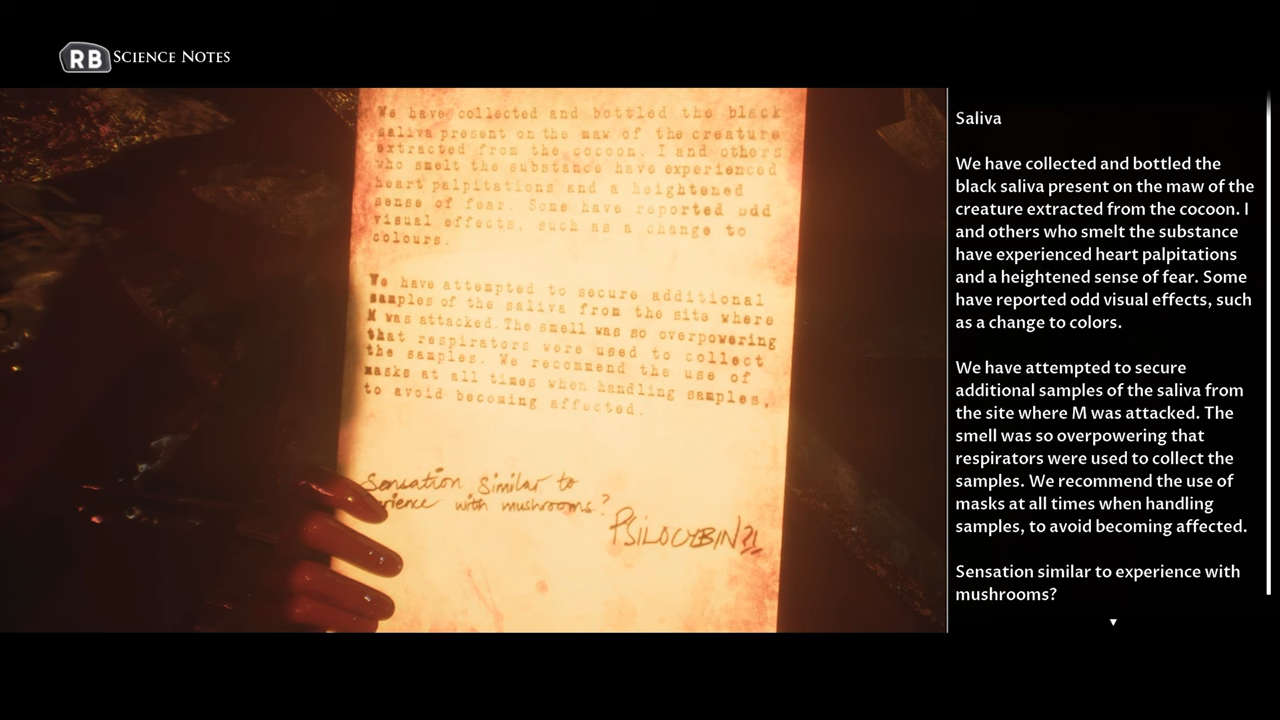 RB SCIENCE NOTES
We have collected and bottled the black
saliva present on the maw of the creature
extracted from the cocoon. I and others
who smelt the substance have experienced
heart palpitations and a heightened
sense of fear. Some have reported odd
visual effects, such as a change to
colours.
We have attempted to secure additional
samples of the saliva from the site where
M was attacked. The smell was so overpowering
that respirators were used to collect
the samples. We recommend the use of
masks at all times when handling samples,
to avoid becoming affected.
Sensation similar to
erience with mushrooms?
PSILOCYBIN?!
Saliva
We have collected and bottled the
black saliva present on the maw of the
creature extracted from the cocoon. I
and others who smelt the substance
have experienced heart palpitations
and a heightened sense of fear. Some
have reported odd visual effects, such
as a change to colors.
We have attempted to secure
additional samples of the saliva from
the site where M was attacked. The
smell was so overpowering that
respirators were used to collect the
samples. We recommend the use of
masks at all times when handling
samples, to avoid becoming affected.
Sensation similar to experience with
mushrooms?